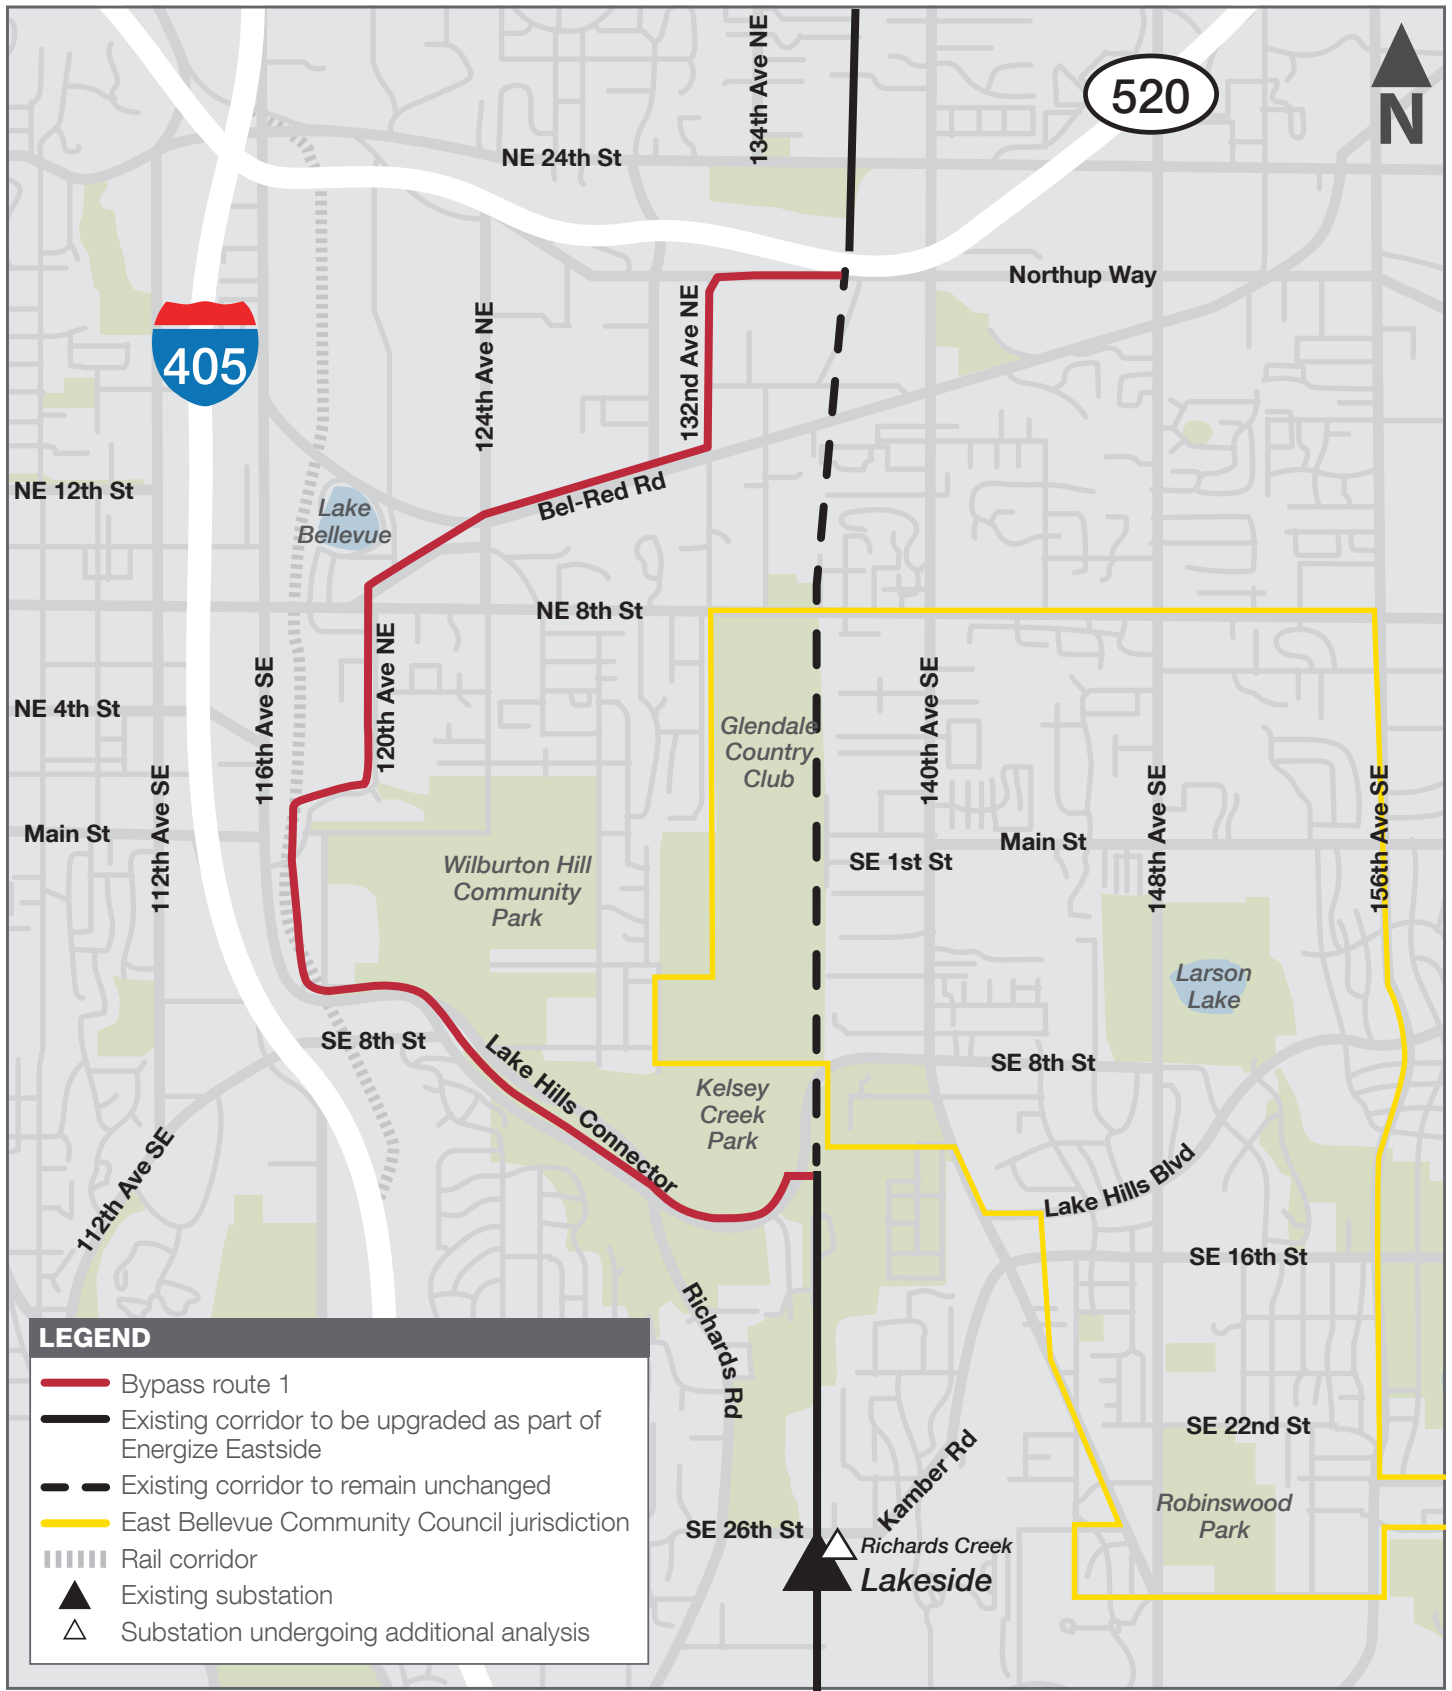 134th Ave NE
520
N
NE 24th St
Northup Way
405
124th Ave NE
132nd Ave NE
NE 12th St
Lake
Bellevue
Bel-Red Rd
NE 8th St
116th Ave SE
120th Ave NE
140th Ave SE
NE 4th St
Glendale
Country
Club
112th Ave SE
148th Ave SE
156th Ave SE
Main St
Main St
SE 1st St
Wilburton Hill
Community
Park
Larson
Lake
SE 8th St
Lake Hills Connector
SE 8th St
Kelsey
Creek
Park
112th Ave SE
Lake Hills Blvd
SE 16th St
Richards Rd
SE 22nd St
Kamber Rd
Robinswood
Park
SE 26th St
Richards Creek
Lakeside
LEGEND
Bypass route 1
Existing corridor to be upgraded as part of
Energize Eastside
Existing corridor to remain unchanged
East Bellevue Community Council jurisdiction
Rail corridor
Existing substation
Substation undergoing additional analysis